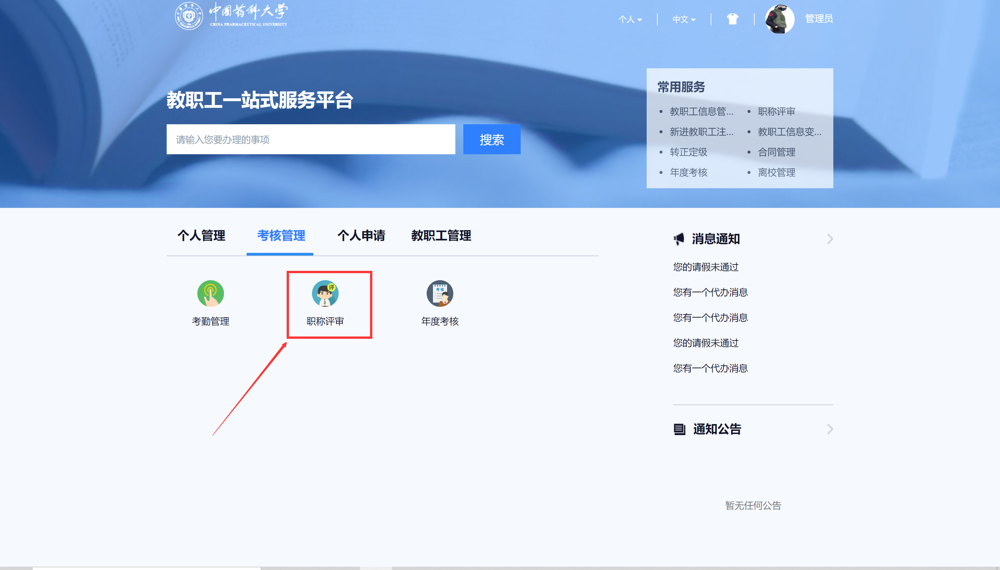 中国药科大学
CHINA PHARMACEUTICAL UNIVERSITY
个人
中文
管理员
教职工一站式服务平台
请输入您要办理的事项
搜索
常用服务
教职工信息管...
职称评审
新进教职工注...
教职工信息变...
转正定级
合同管理
年度考核
离校管理
个人管理
考核管理
个人申请
教职工管理
评
考核
考勤管理
职称评审
年度考核
消息通知
您的请假未通过
您有一个代办消息
您有一个代办消息
您的请假未通过
您有一个代办消息
通知公告
暂无任何公告